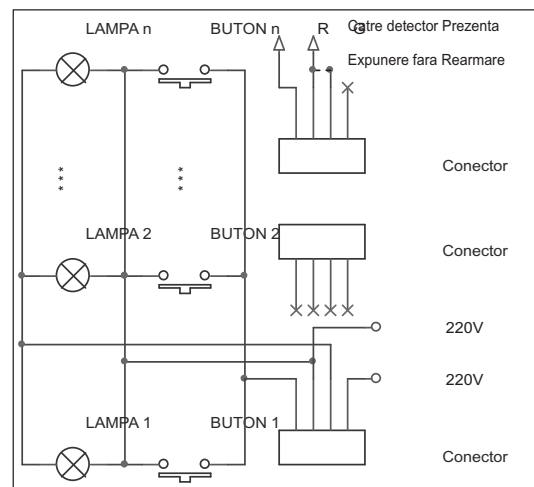 LAMPA n BUTON n R G Catre detector Prezenta
Expunere fara Rearmare
Conector
*** ***
LAMPA 2 BUTON 2
Conector
220V
220V
LAMPA 1 BUTON 1
Conector